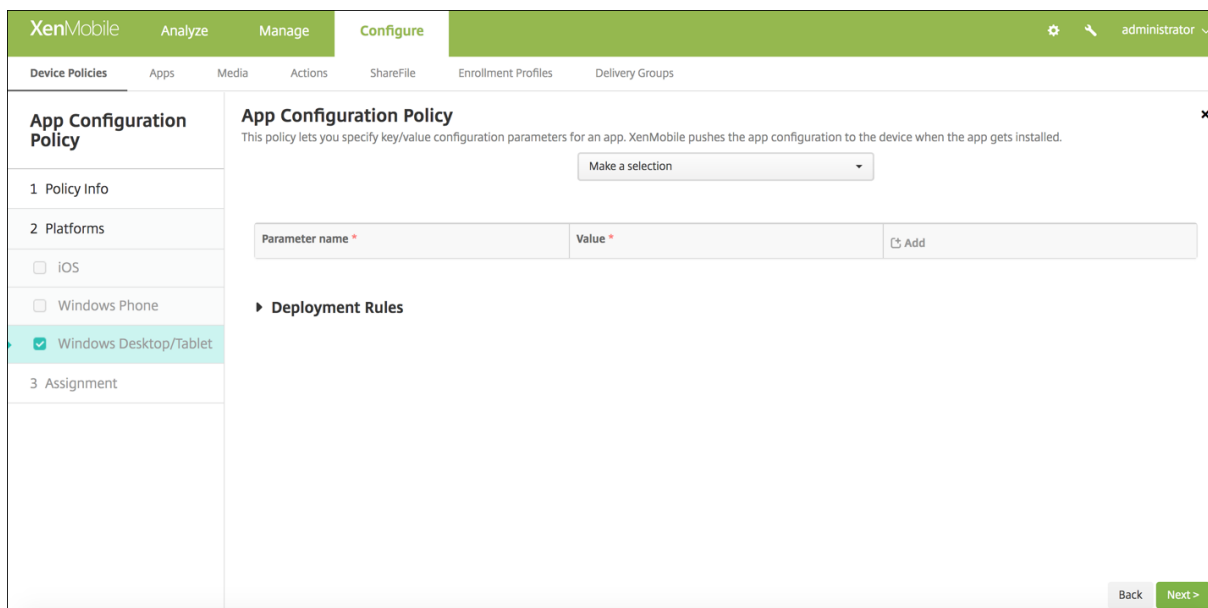 XenMobile Analyze Manage Configure administrator
Device Policies Apps Media Actions ShareFile Enrollment Profiles Delivery Groups
App Configuration
Policy
1 Policy Info
2 Platforms
iOS
Windows Phone
Windows Desktop/Tablet
3 Assignment
App Configuration Policy
This policy lets you specify key/value configuration parameters for an app. XenMobile pushes the app configuration to the device when the app gets installed.
Make a selection
Parameter name * Value * Add
Deployment Rules
Back Next >